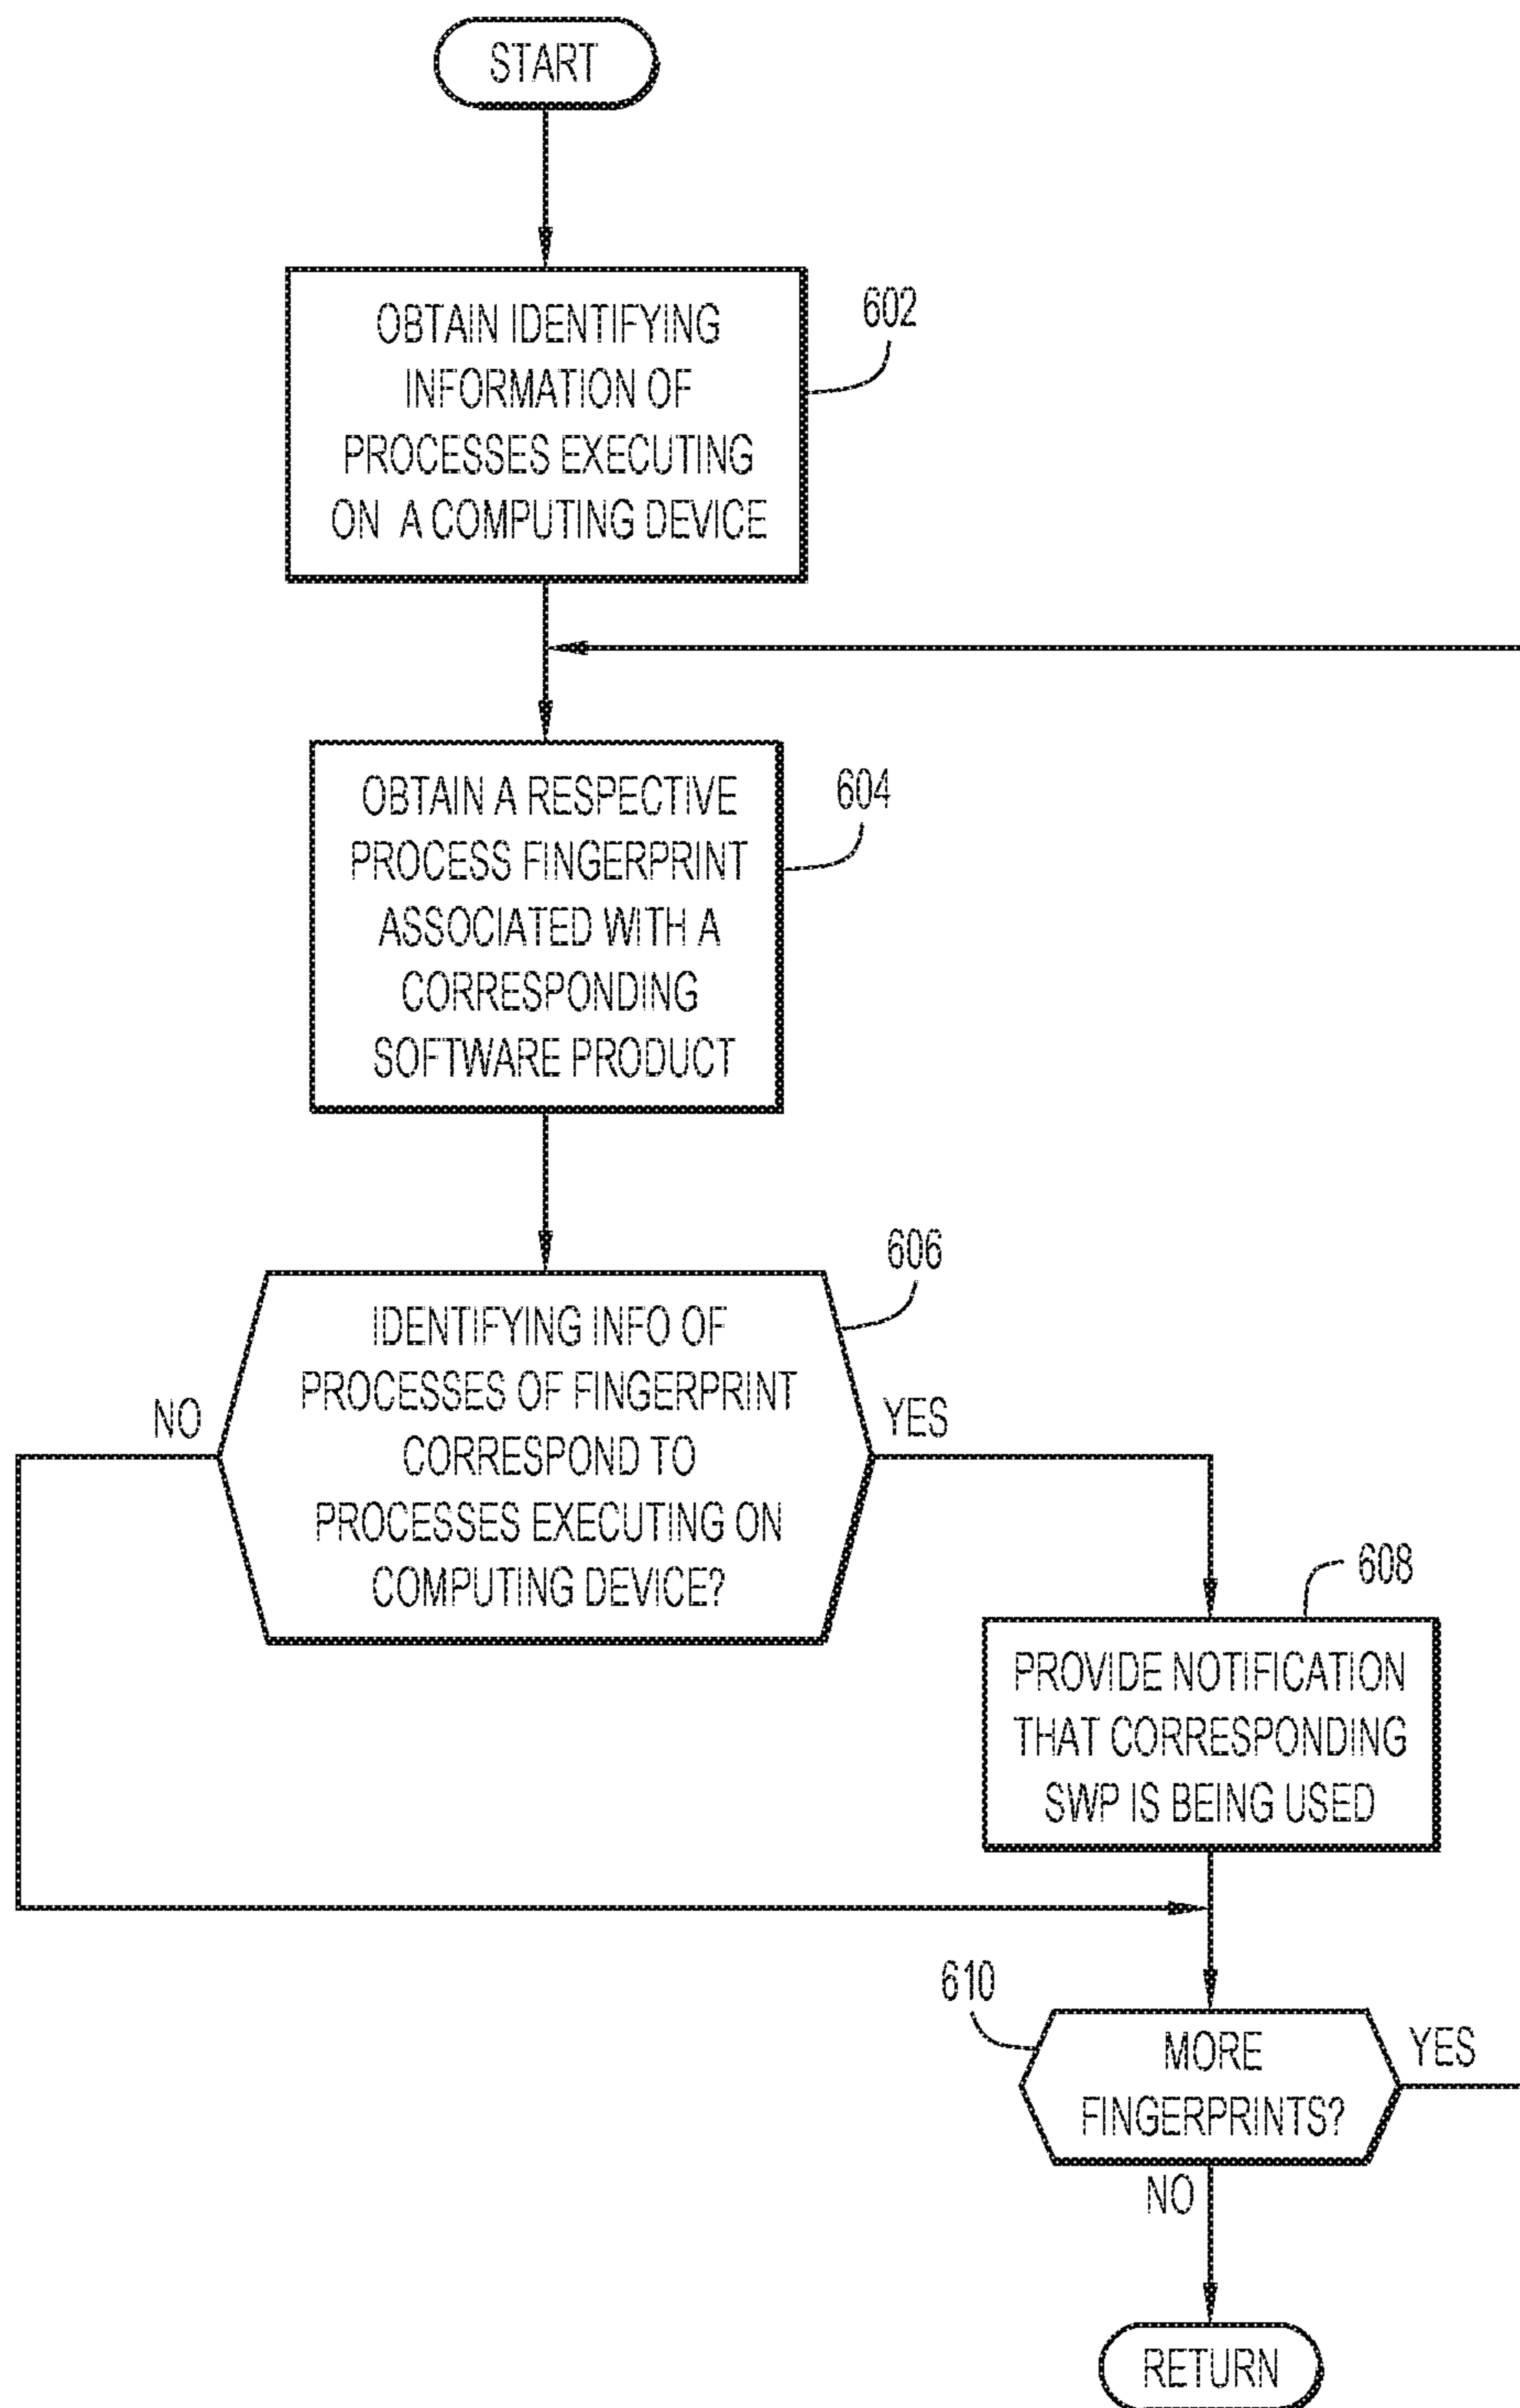 START
OBTAIN IDENTIFYING
INFORMATION OF
PROCESSES EXECUTING
ON A COMPUTING DEVICE
602
OBTAIN A RESPECTIVE
PROCESS FINGERPRINT
ASSOCIATED WITH A
CORRESPONDING
SOFTWARE PRODUCT
604
606
IDENTIFYING INFO OF
PROCESSES OF FINGERPRINT
CORRESPOND TO
PROCESSES EXECUTING ON
COMPUTING DEVICE?
NO
YES
608
PROVIDE NOTIFICATION
THAT CORRESPONDING
SWP IS BEING USED
610
MORE
FINGERPRINTS?
YES
NO
RETURN